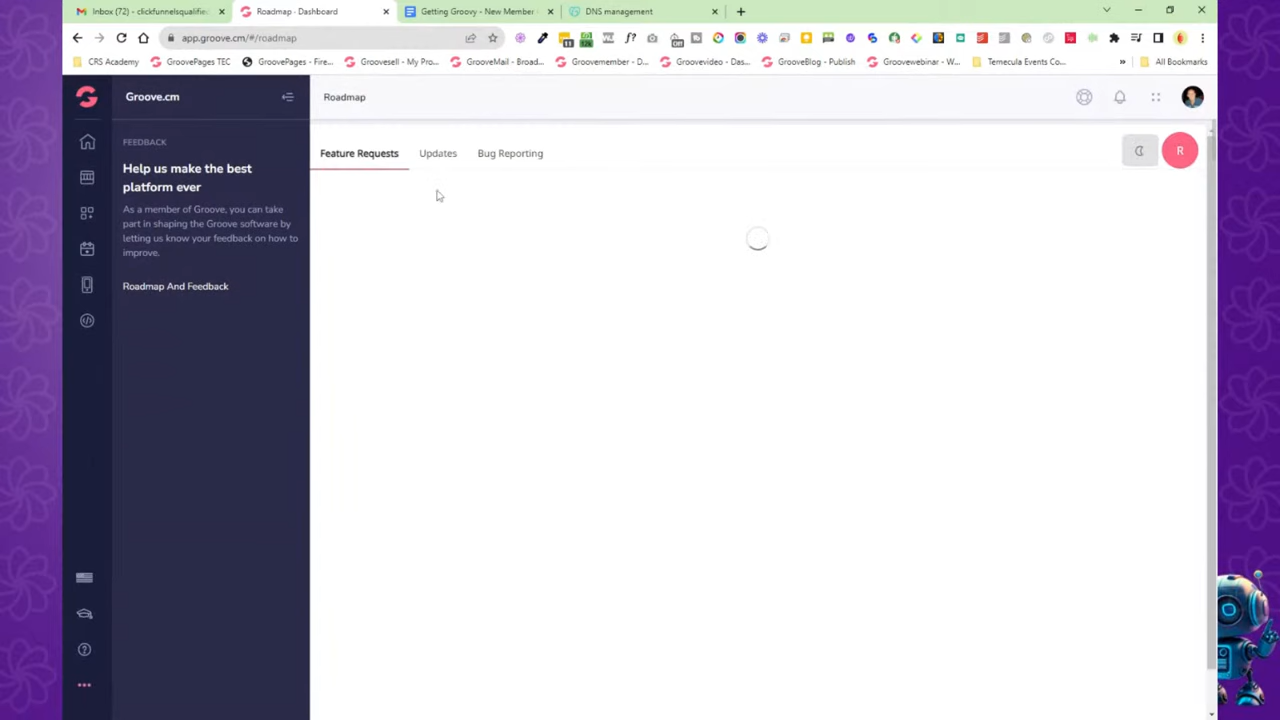 Inbox (72) - clickfunnelsqualifie
Roadmap - Dashboard
Getting Groovy - New Member
DNS management
app.groove.cm/#/roadmap
CRS Academy
GroovePages TEC
GroovePages - Fire...
Groovesell - My Pro...
GrooveMail - Broad...
Groovemember - D...
Groovevideo - Das...
GrooveBlog - Publish
Groovewebinar - W...
Temecula Events Co...
»
All Bookmarks
Groove.cm
Roadmap
FEEDBACK
Help us make the best
platform ever
As a member of Groove, you can take
part in shaping the Groove software by
letting us know your feedback on how to
improve.
Roadmap And Feedback
Feature Requests
Updates
Bug Reporting
R